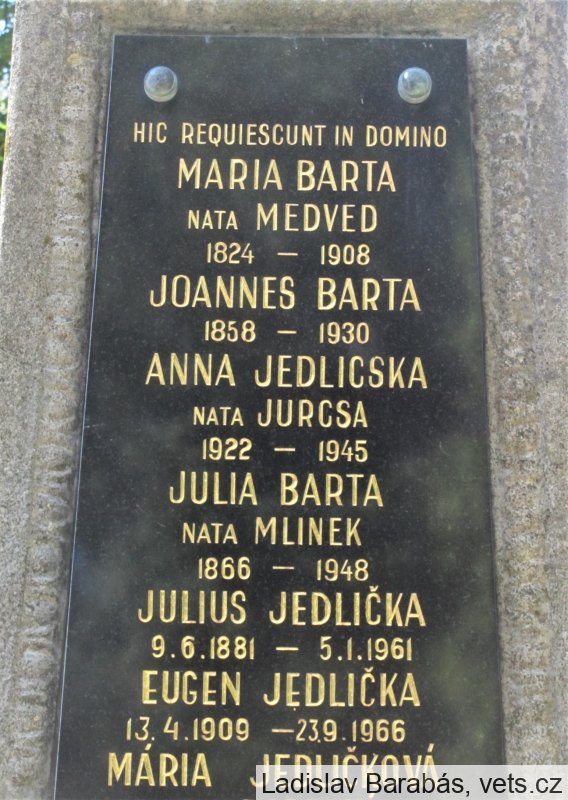 HIC REQUIESCUNT IN DOMINO
MARIA BARTA
NATA MEDVED
1824 — 1908
JOANNES BARTA
1858 — 1930
ANNA JEDLICSKA
NATA JURCSA
1922 — 1945
JULIA BARTA
NATA MLINEK
1866 — 1948
JULIUS JEDLIČKA
9.6.1881 — 5.1.1961
EUGEN JEDLIČKA
13.4.1909 — 23.9.1966
MÁRIA JEDLIČKOVÁ
Ladislav Barabás, vets.cz